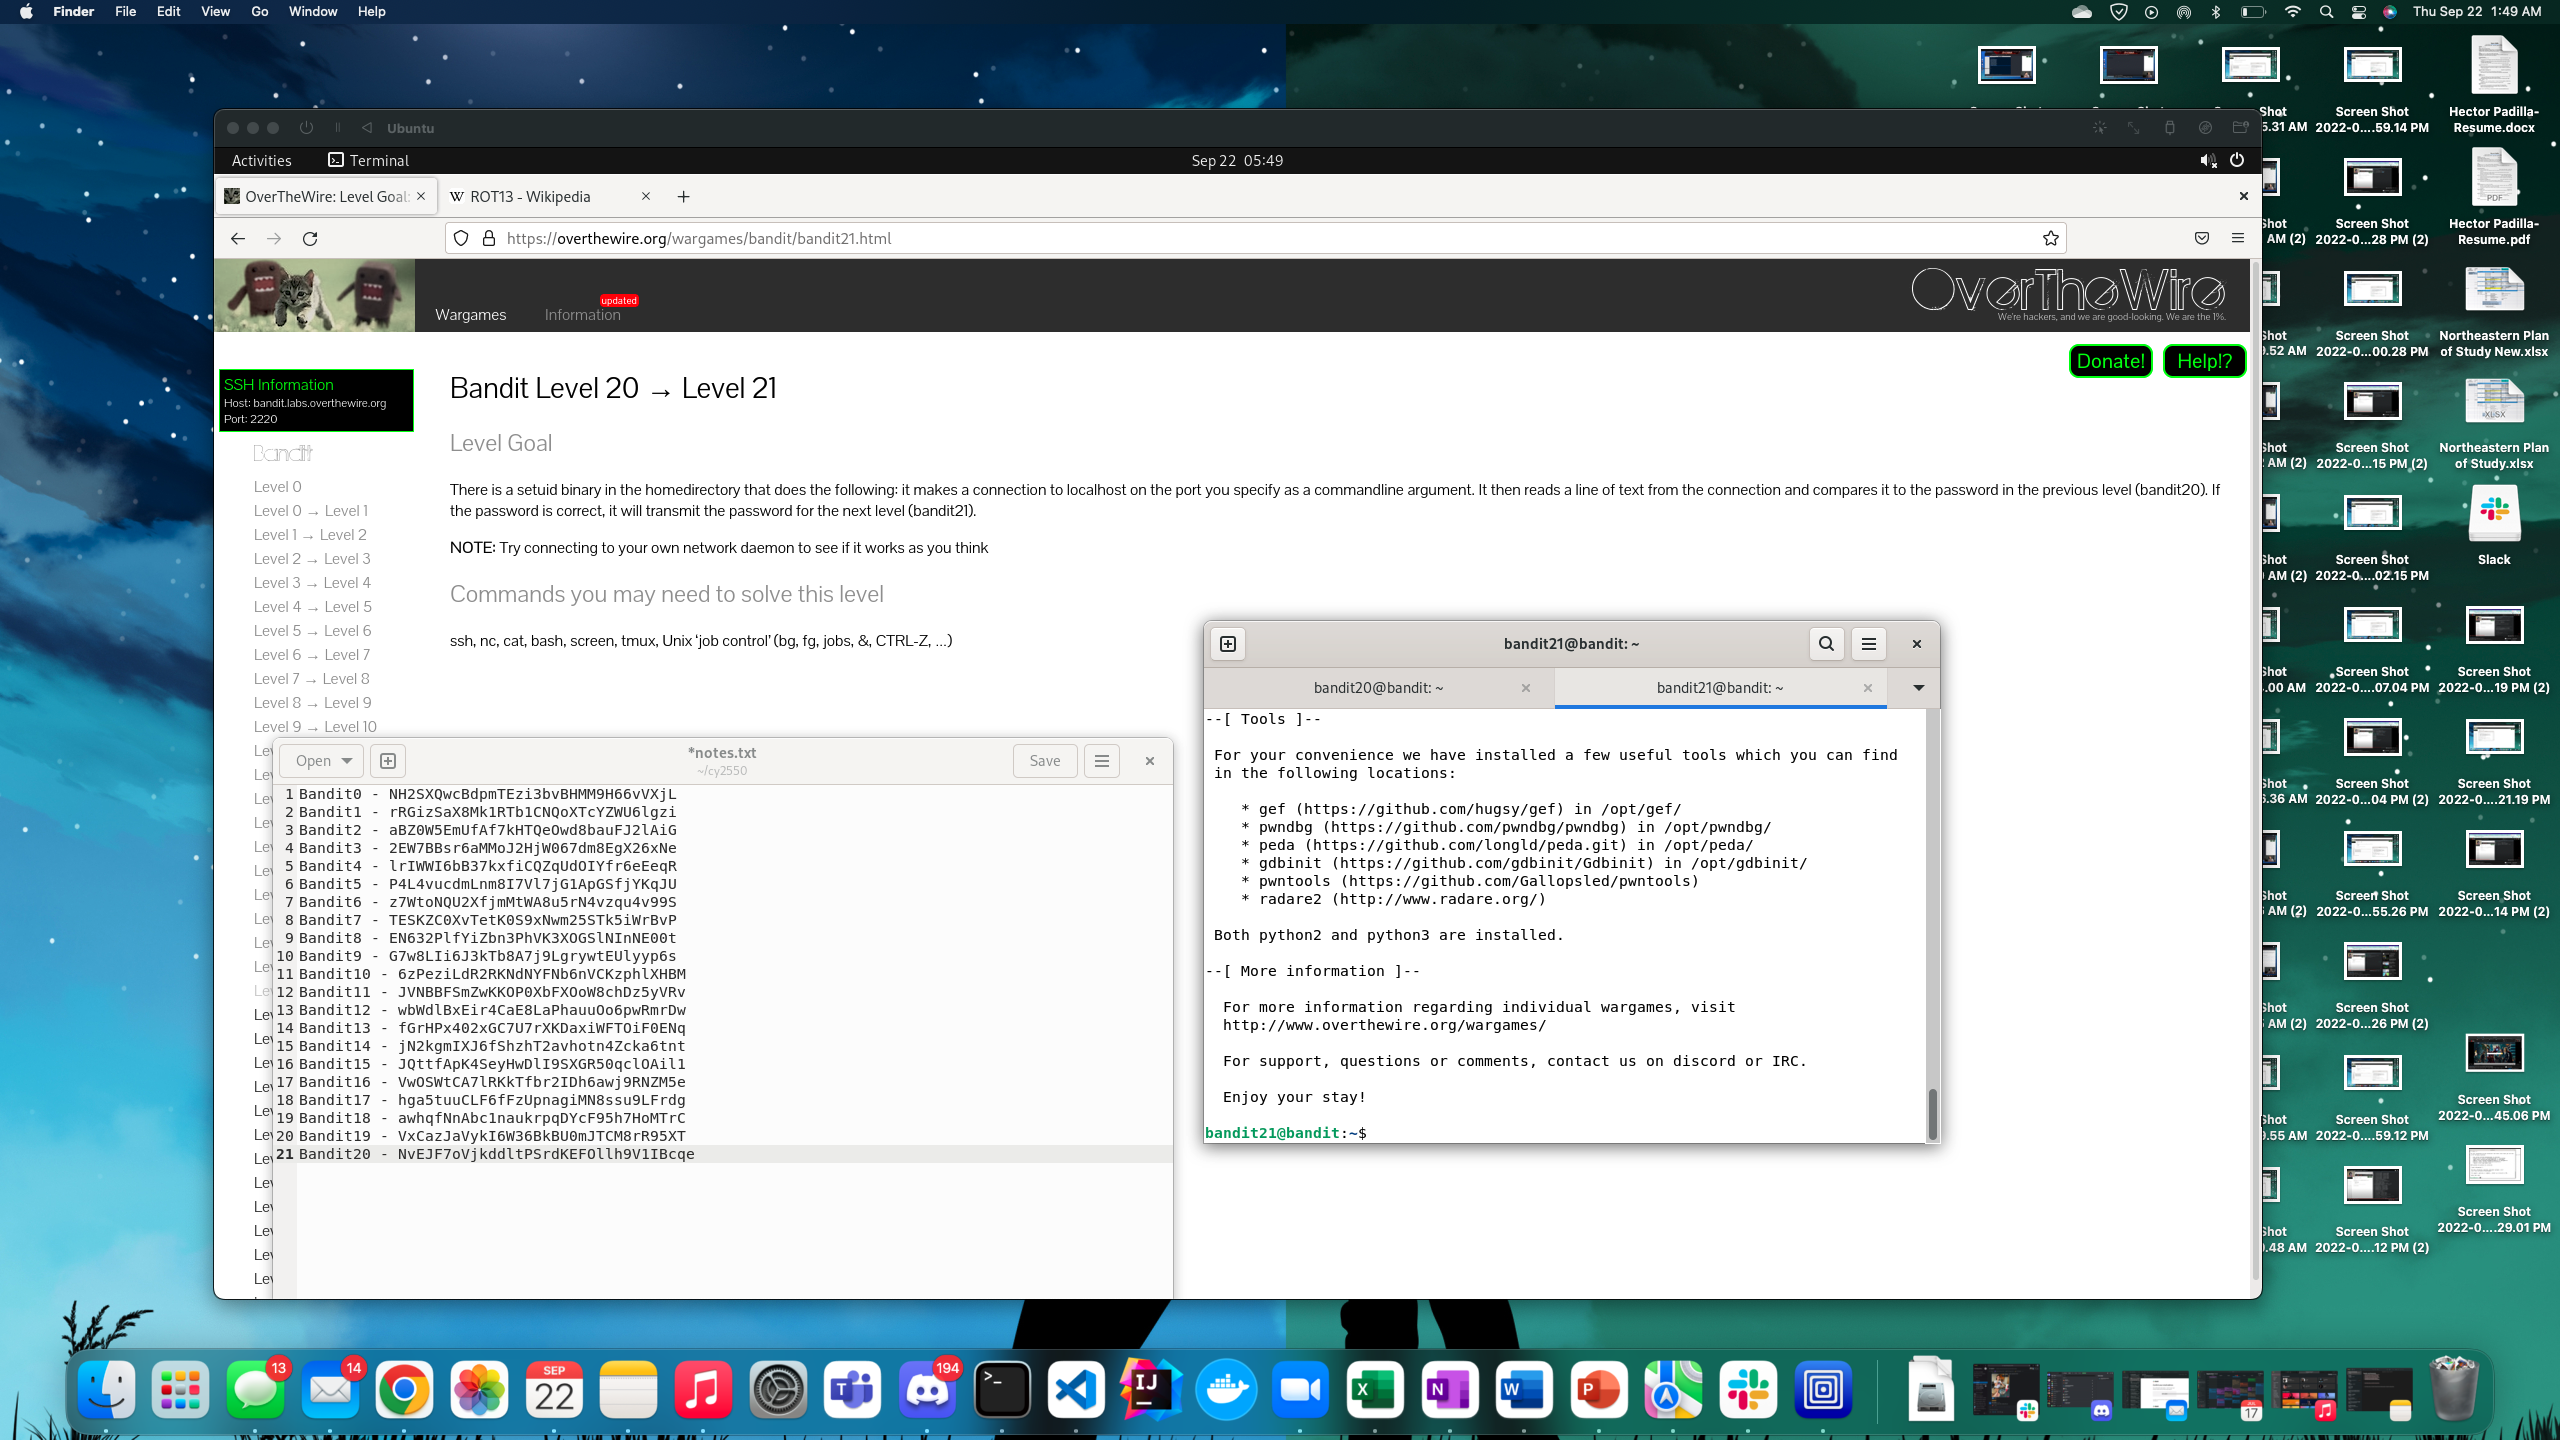 Finder File Edit View Go Window Help
Thu Sep 22 1:49 AM
Ubuntu
Activities Terminal
Sep 22 05:49
OverTheWire: Level Goal:
W ROT13 - Wikipedia
https://overthewire.org/wargames/bandit/bandit21.html
Wargames
Information
updated
OverTheWire
We're hackers, and we are good-looking. We are the 1%.
Donate! Help!?
SSH Information
Host: bandit.labs.overthewire.org
Port: 2220
Bandit
Level 0
Level 0 → Level 1
Level 1 → Level 2
Level 2 → Level 3
Level 3 → Level 4
Level 4 → Level 5
Level 5 → Level 6
Level 6 → Level 7
Level 7 → Level 8
Level 8 → Level 9
Level 9 → Level 10
Bandit Level 20 → Level 21
Level Goal
There is a setuid binary in the homedirectory that does the following: it makes a connection to localhost on the port you specify as a commandline argument. It then reads a line of text from the connection and compares it to the password in the previous level (bandit20). If
the password is correct, it will transmit the password for the next level (bandit21).
NOTE: Try connecting to your own network daemon to see if it works as you think
Commands you may need to solve this level
ssh, nc, cat, bash, screen, tmux, Unix ‘job control’ (bg, fg, jobs, &, CTRL-Z, …)
Open
*notes.txt
~/cy2550
Save
1 Bandit0 - NH2SXQwcBdpmTEzi3bvBHMM9H66vVXjL
2 Bandit1 - rRGizSaX8Mk1RTb1CNQoXTcYZWU6lgzi
3 Bandit2 - aBZ0W5EmUfAf7kHTQeOwd8bauFJ2lAiG
4 Bandit3 - 2EW7BBsr6aMMoJ2HjW067dm8EgX26xNe
5 Bandit4 - lrIWWI6bB37kxfiCQZqUdOIYfr6eEeqR
6 Bandit5 - P4L4vucdmLnm8I7Vl7jG1ApGSfjYKqJU
7 Bandit6 - z7WtoNQU2XfjmMtWA8u5rN4vzqu4v99S
8 Bandit7 - TESKZC0XvTetK0S9xNwm25STk5iWrBvP
9 Bandit8 - EN632PlfYiZbn3PhVK3XOGSlNInNE00t
10 Bandit9 - G7w8LIi6J3kTb8A7j9LgrywtEUlyyp6s
11 Bandit10 - 6zPeziLdR2RKNdNYFNb6nVCKzphlXHBM
12 Bandit11 - JVNBBFSmZwKKOP0XbFXOoW8chDz5yVRv
13 Bandit12 - wbWdlBxEir4CaE8LaPhauuOo6pwRmrDw
14 Bandit13 - fGrHPx402xGC7U7rXKDaxiWFTOiF0ENq
15 Bandit14 - jN2kgmIXJ6fShzhT2avhotn4Zcka6tnt
16 Bandit15 - JQttfApK4SeyHwDlI9SXGR50qclOAil1
17 Bandit16 - VwOSWtCA7lRKkTfbr2IDh6awj9RNZM5e
18 Bandit17 - hga5tuuCLF6fFzUpnagiMN8ssu9LFrdg
19 Bandit18 - awhqfNnAbc1naukrpqDYcF95h7HoMTrC
20 Bandit19 - VxCazJaVykI6W36BkBU0mJTCM8rR95XT
21 Bandit20 - NvEJF7oVjkddltPSrdKEFOllh9V1IBcqe
bandit21@bandit: ~
bandit20@bandit: ~
bandit21@bandit: ~
--[ Tools ]--
For your convenience we have installed a few useful tools which you can find
in the following locations:
* gef (https://github.com/hugsy/gef) in /opt/gef/
* pwndbg (https://github.com/pwndbg/pwndbg) in /opt/pwndbg/
* peda (https://github.com/longld/peda.git) in /opt/peda/
* gdbinit (https://github.com/gdbinit/Gdbinit) in /opt/gdbinit/
* pwntools (https://github.com/Gallopsled/pwntools)
* radare2 (http://www.radare.org/)
Both python2 and python3 are installed.
--[ More information ]--
For more information regarding individual wargames, visit
http://www.overthewire.org/wargames/
For support, questions or comments, contact us on discord or IRC.
Enjoy your stay!
bandit21@bandit:~$
Screen Shot
2022-0....59.14 PM
Hector Padilla-
Resume.docx
Screen Shot
2022-0...28 PM (2)
Hector Padilla-
Resume.pdf
PDF
Screen Shot
2022-0....00.28 PM
Northeastern Plan
of Study New.xlsx
Screen Shot
2022-0...15 PM (2)
Northeastern Plan
of Study.xlsx
XLSX
Screen Shot
2022-0....02.15 PM
Slack
Screen Shot
2022-0....07.04 PM
Screen Shot
2022-0...19 PM (2)
Screen Shot
2022-0...04 PM (2)
Screen Shot
2022-0....21.19 PM
Screen Shot
2022-0....55.26 PM
Screen Shot
2022-0...14 PM (2)
Screen Shot
2022-0...26 PM (2)
Screen Shot
2022-0....59.12 PM
Screen Shot
2022-0....45.06 PM
Screen Shot
2022-0....12 PM (2)
Screen Shot
2022-0....29.01 PM
13
14
SEP
22
194
IJ
X
N
W
P
17